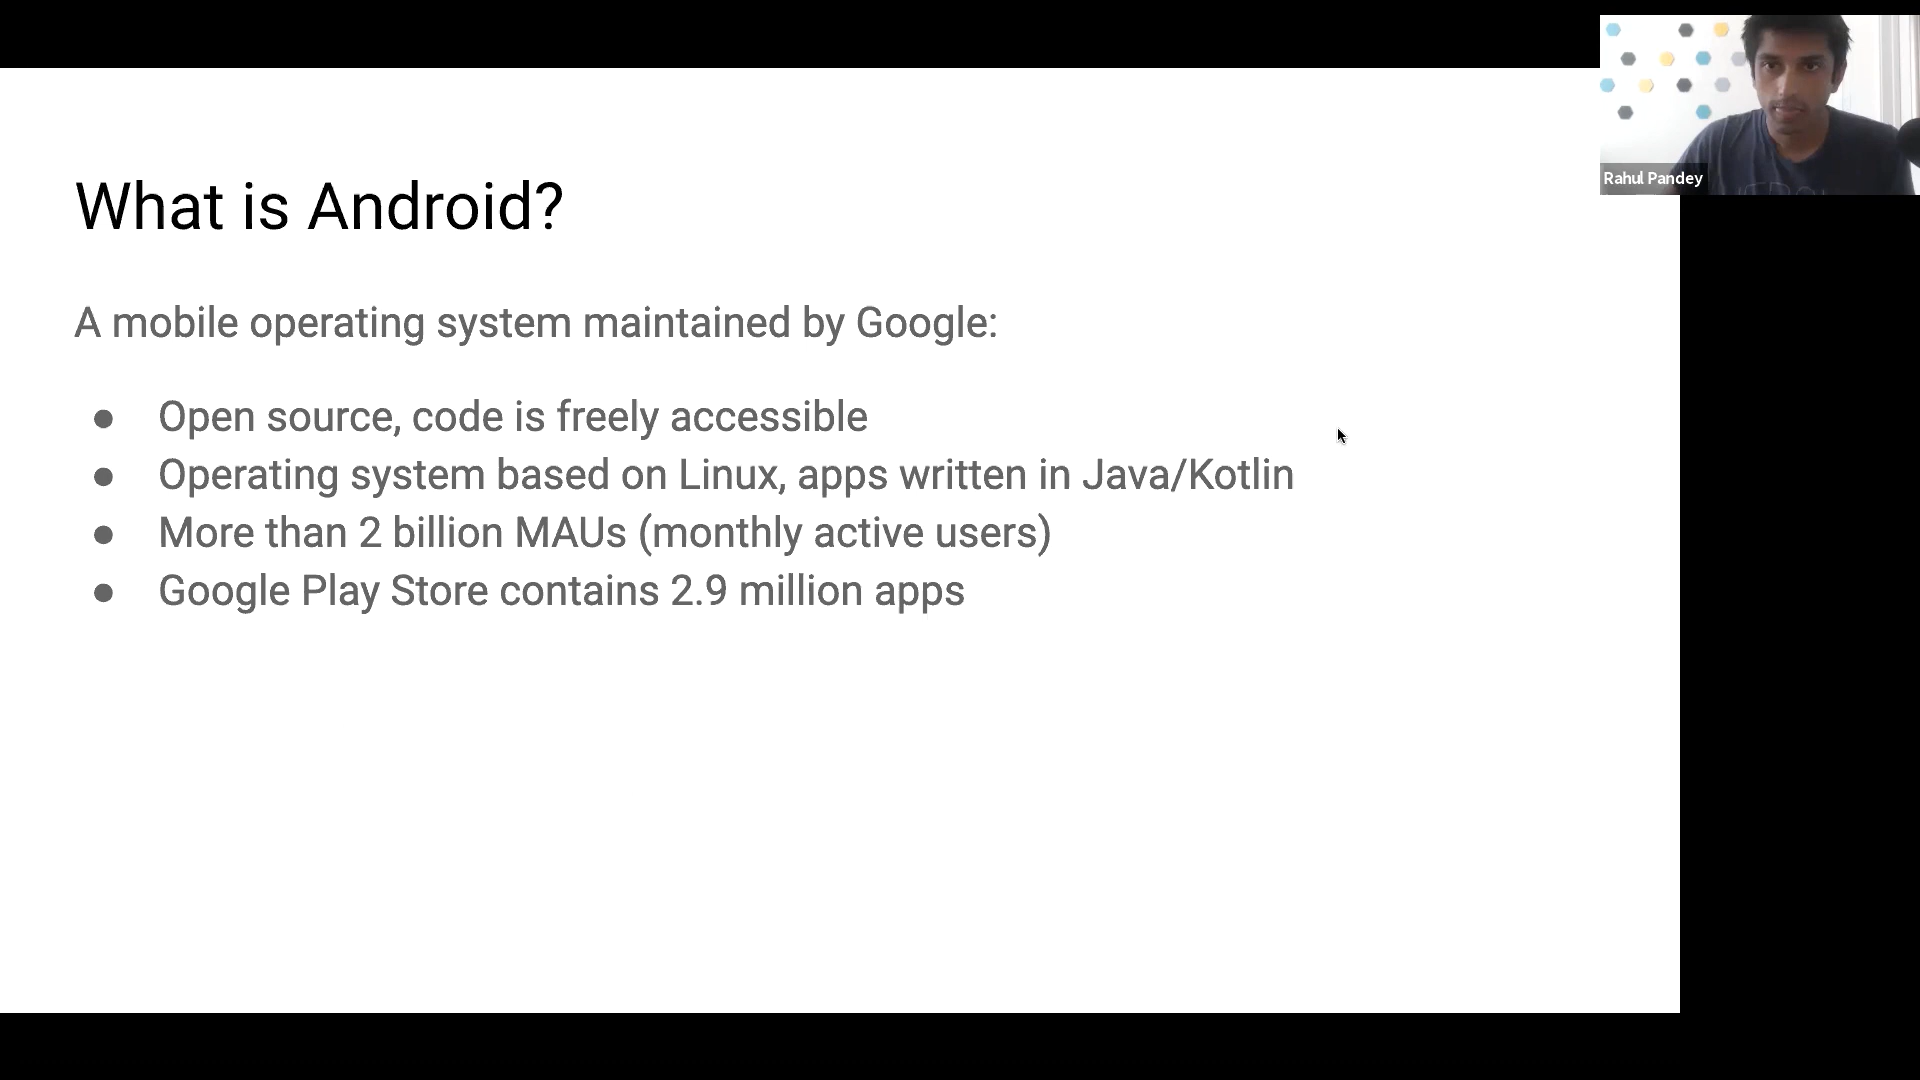 What is Android?
A mobile operating system maintained by Google:
● Open source, code is freely accessible
● Operating system based on Linux, apps written in Java/Kotlin
● More than 2 billion MAUs (monthly active users)
● Google Play Store contains 2.9 million apps
Rahul Pandey